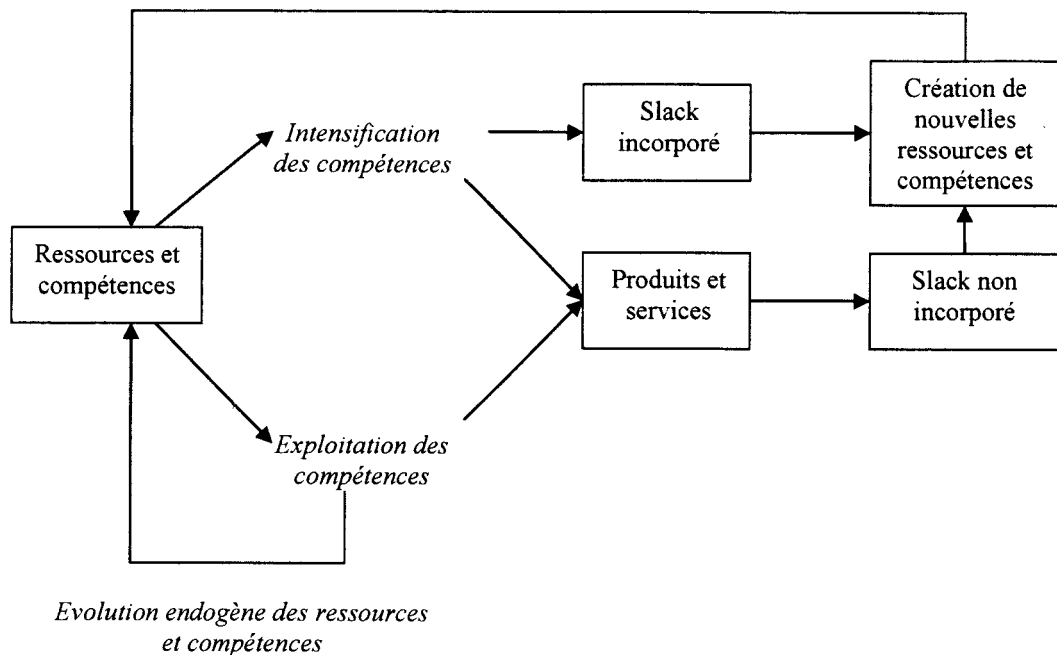 Intensification
des compétences
Slack
incorporé
Création de
nouvelles
ressources et
compétences
Ressources et
compétences
Produits et
services
Slack non
incorporé
Exploitation des
compétences
Evolution endogène des ressources
et compétences